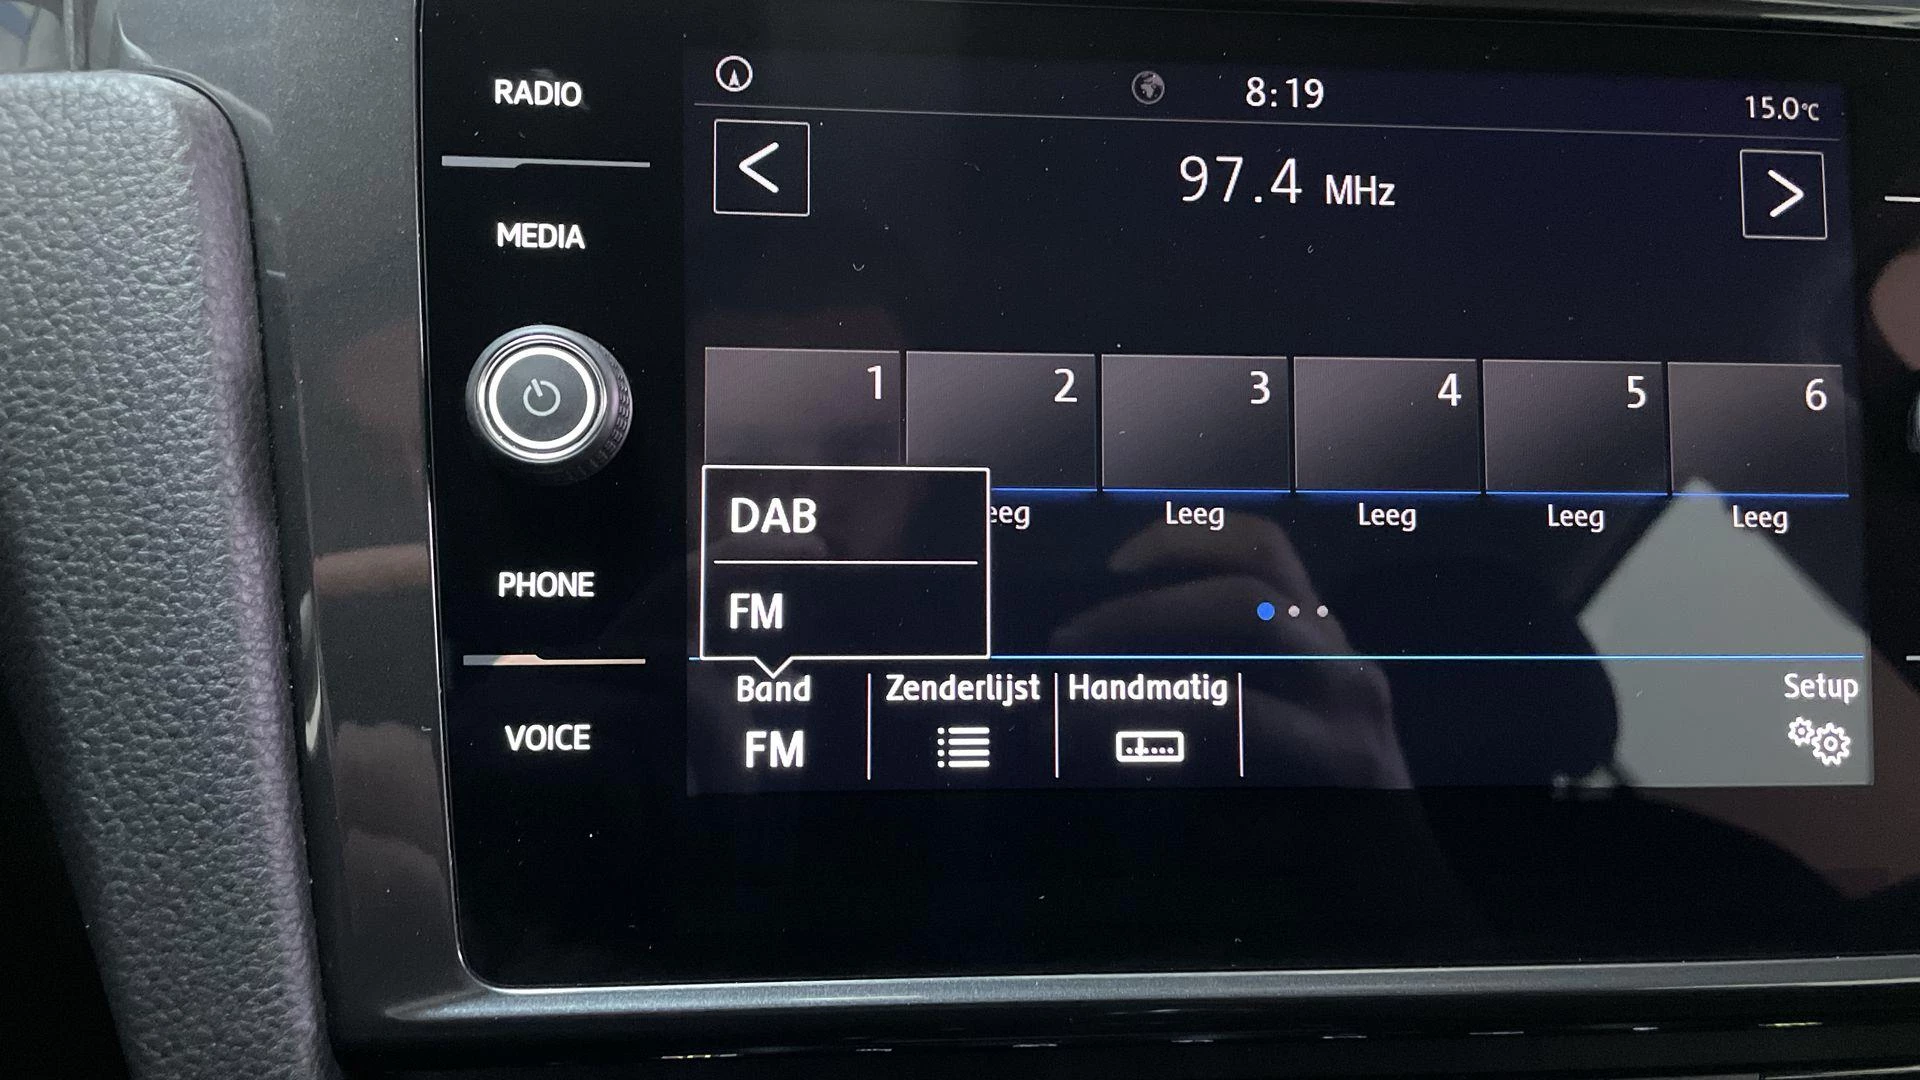 RADIO
MEDIA
PHONE
VOICE
8:19
15.0°C
97.4 MHz
1 2 3 4 5 6
eeg Leeg Leeg Leeg Leeg
DAB
FM
Band Zenderlijst Handmatig Setup
FM